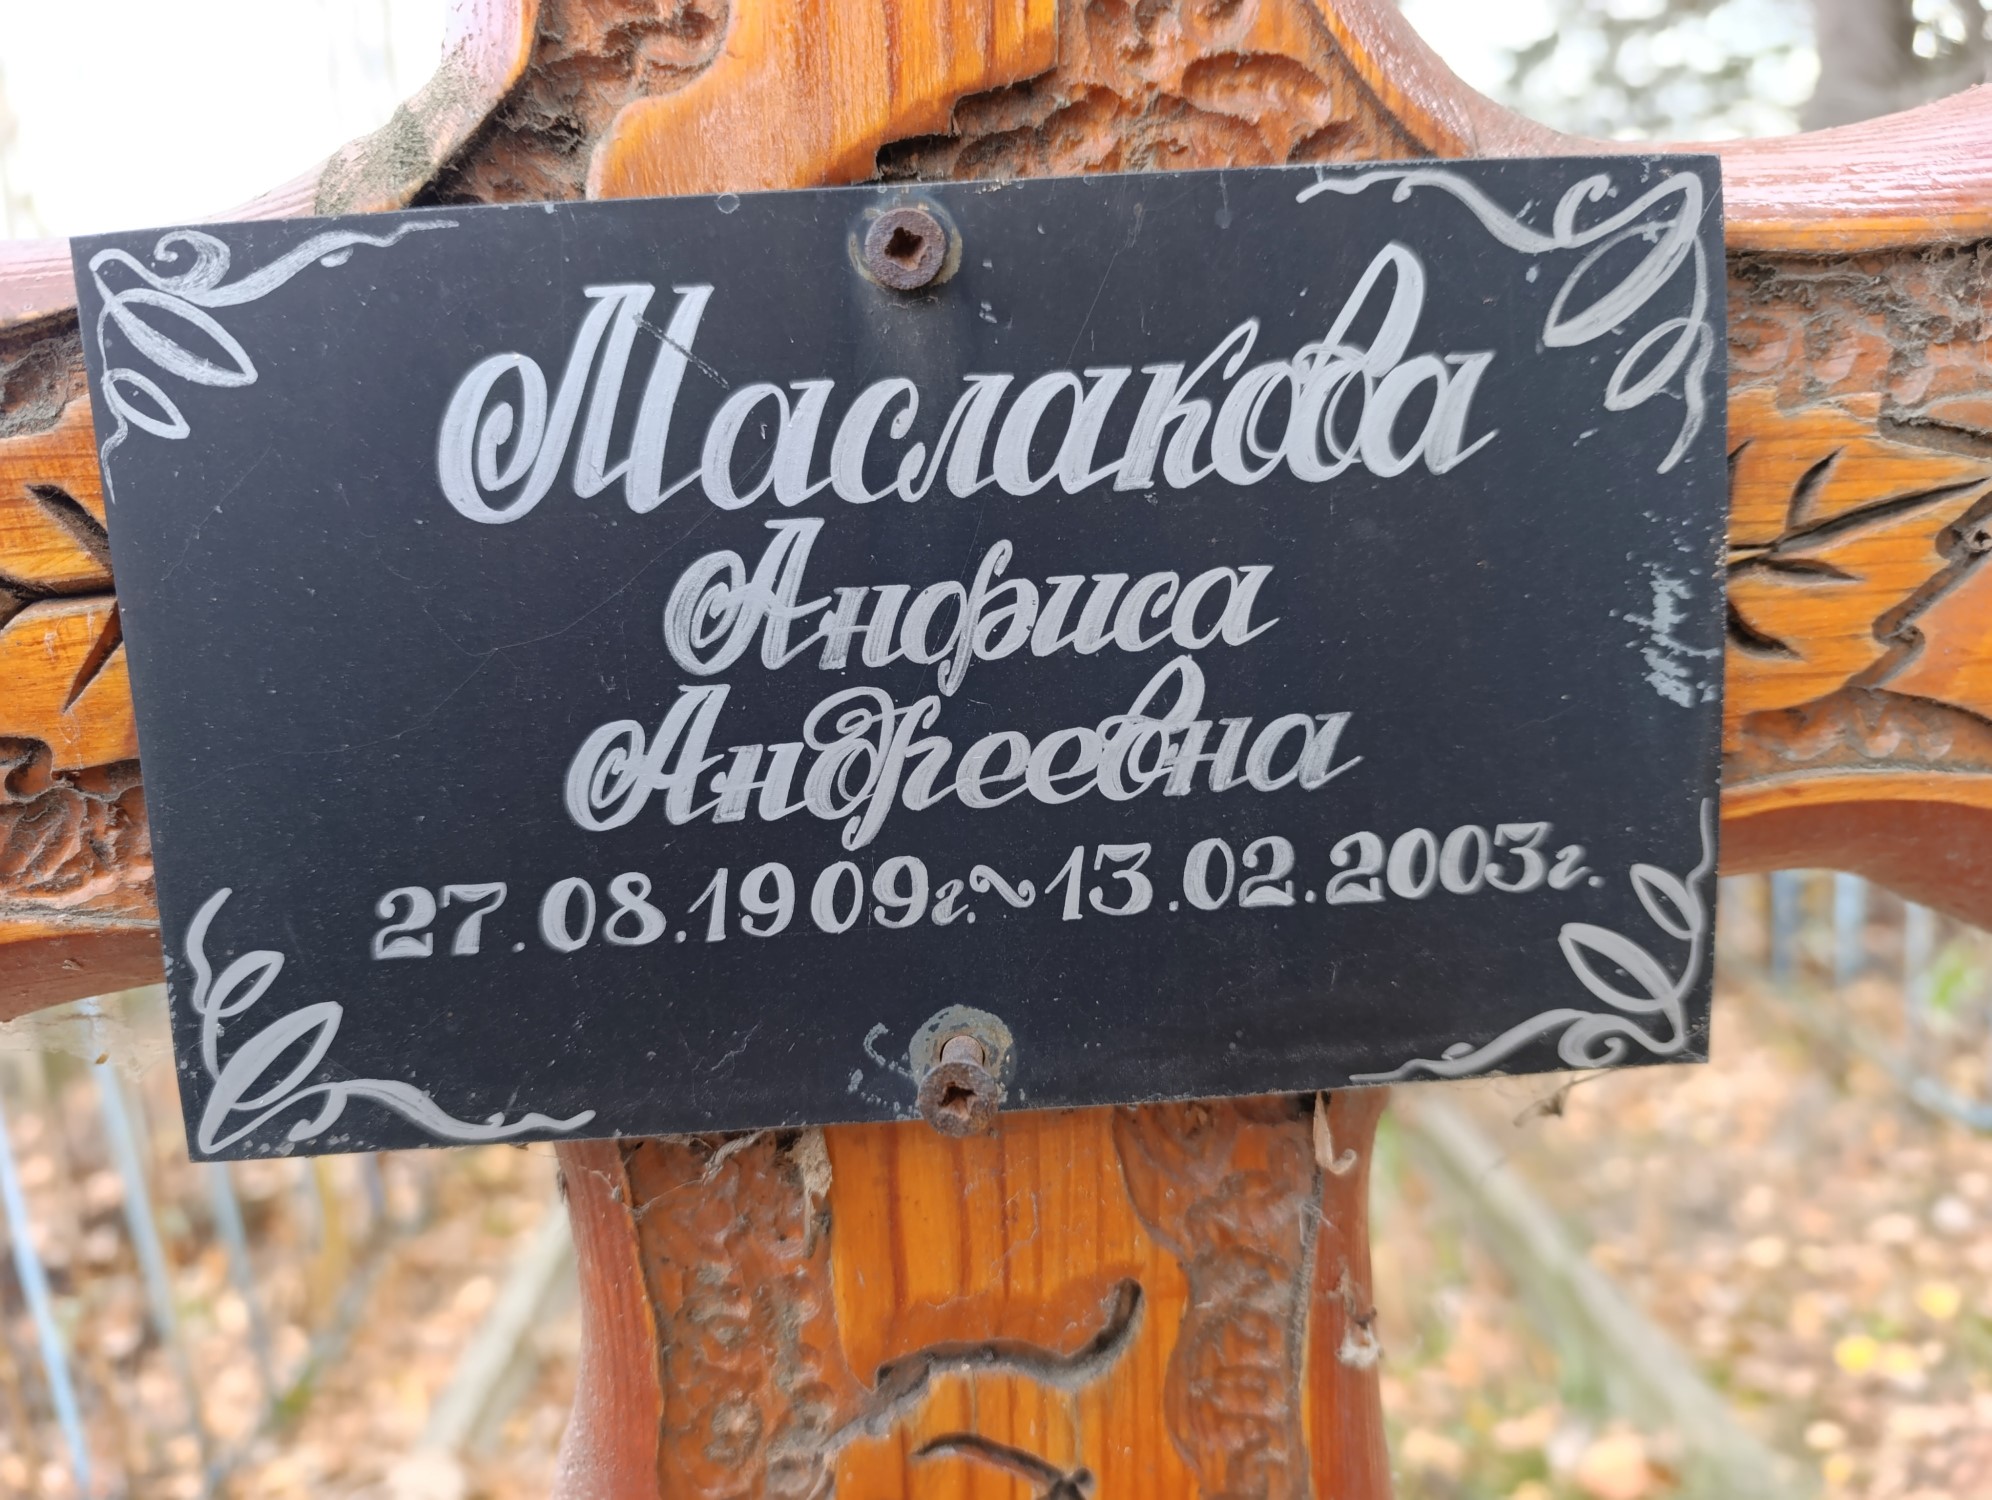 Маслакова
Анфиса
Андреевна
27.08.1909г.~13.02.2003г.